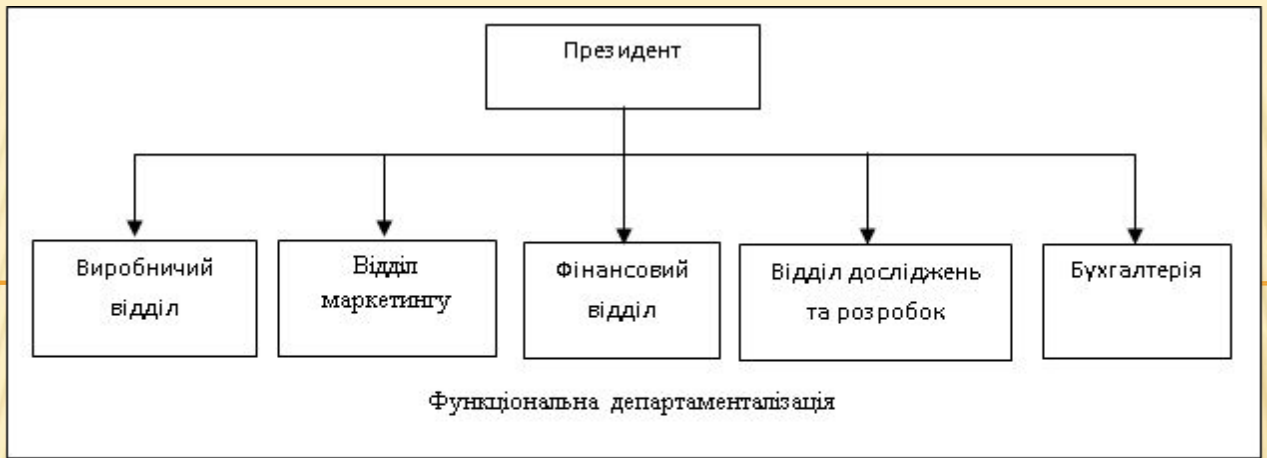 Президент
Виробничий
відділ
Відділ
маркетингу
Фінансовий
відділ
Відділ досліджень
та розробок
Бухгалтерія
Функціональна департаменталізація